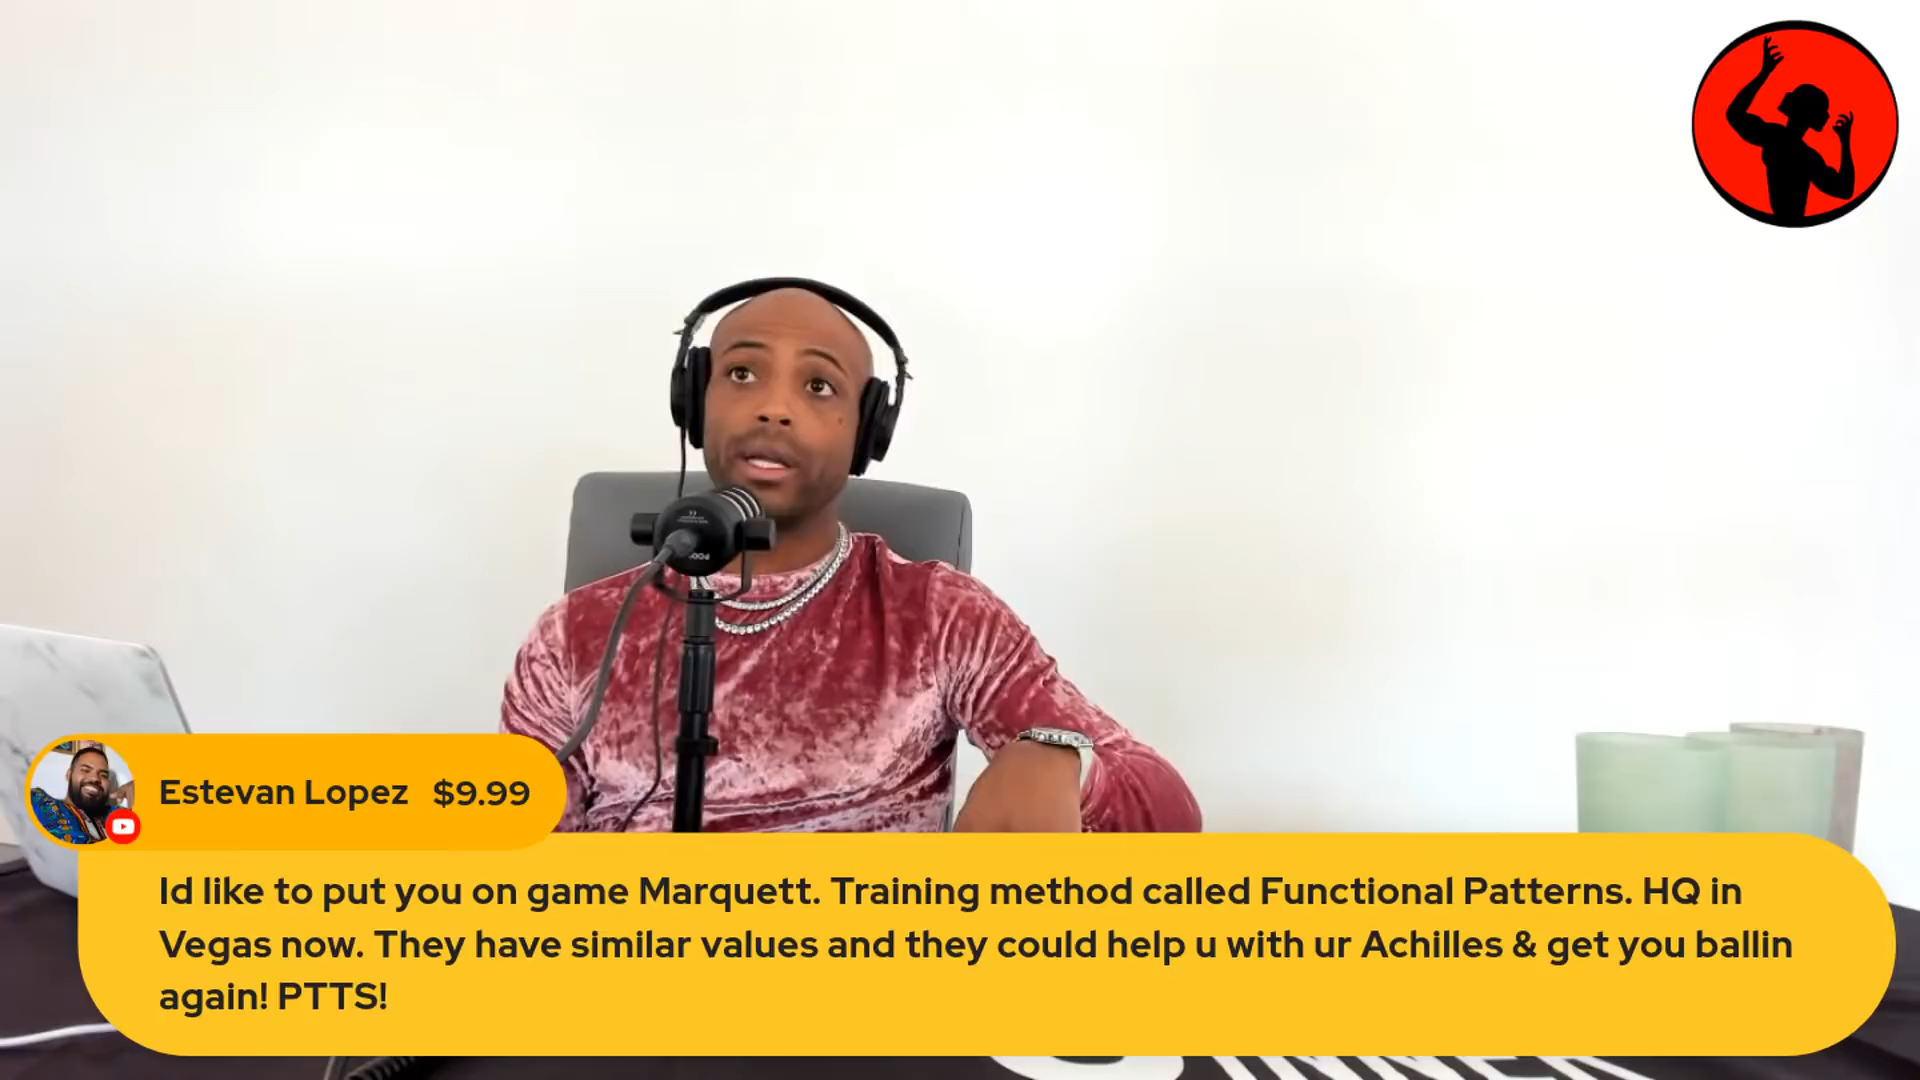 Estevan Lopez $9.99
Id like to put you on game Marquett. Training method called Functional Patterns. HQ in
Vegas now. They have similar values and they could help u with ur Achilles & get you ballin
again! PTTS!